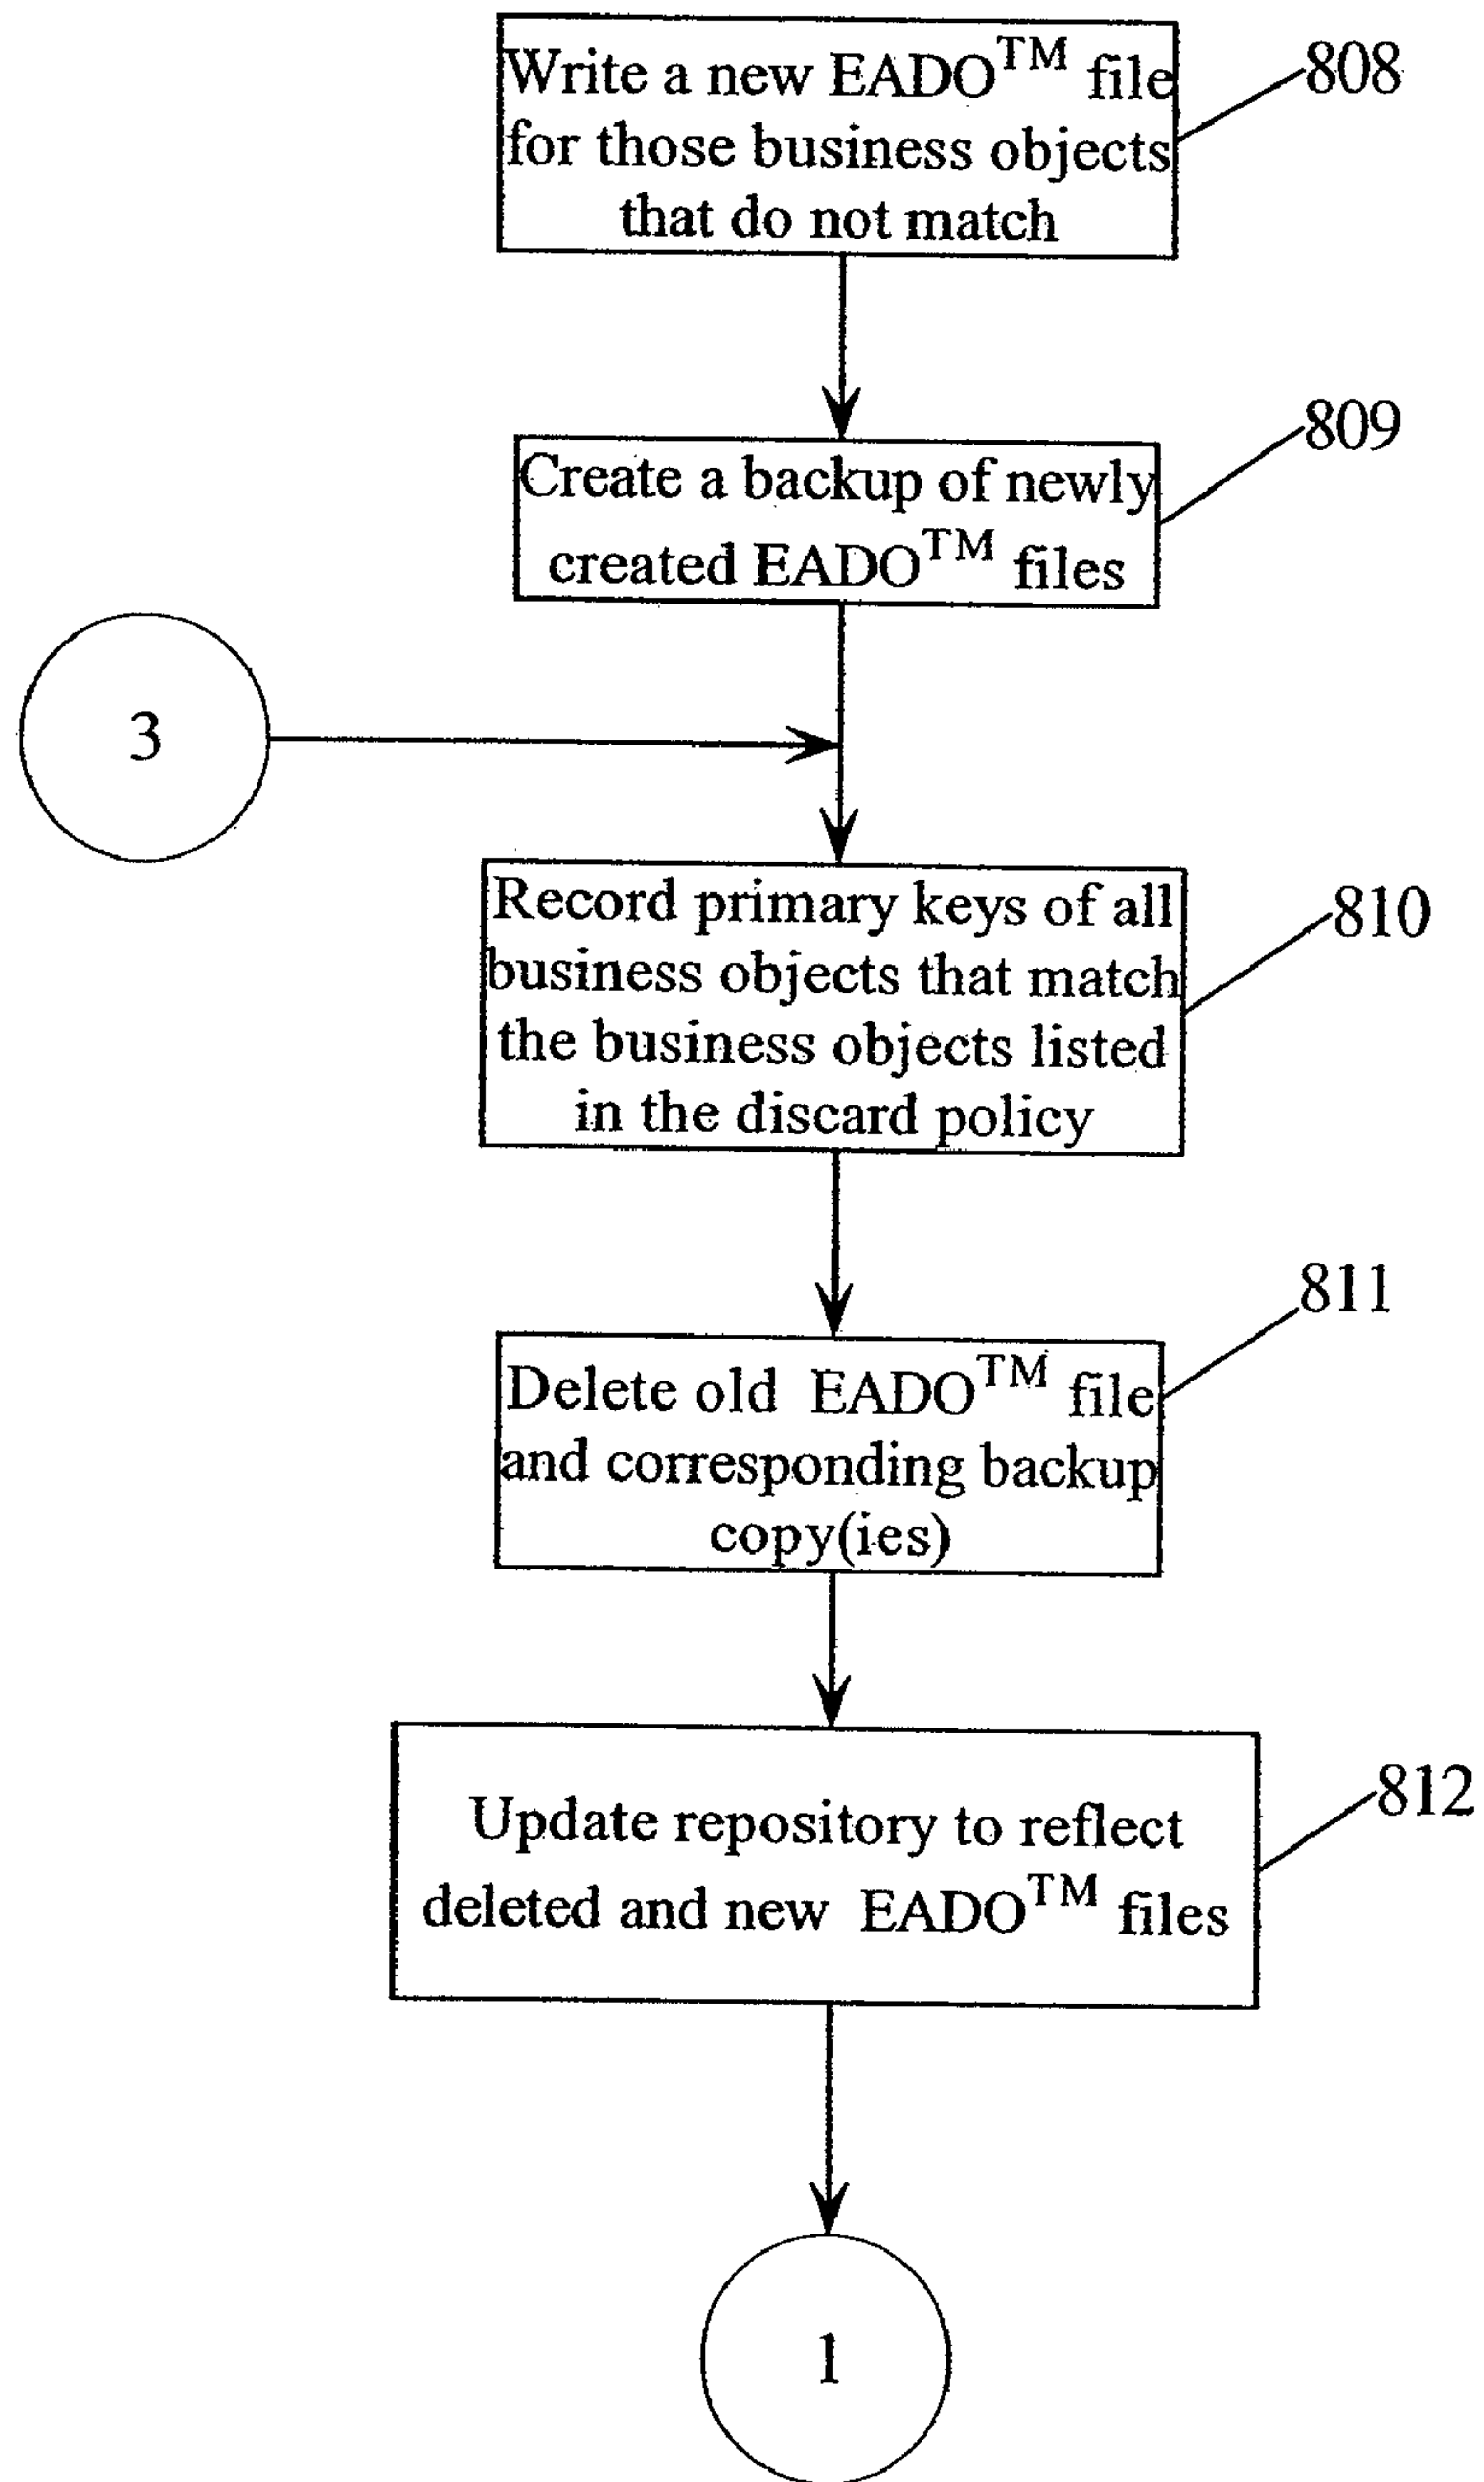 Write a new EADO™ file
for those business objects
that do not match
808
Create a backup of newly
created EADO™ files
809
3
Record primary keys of all
business objects that match
the business objects listed
in the discard policy
810
Delete old EADO™ file
and corresponding backup
copy(ies)
811
Update repository to reflect
deleted and new EADO™ files
812
1